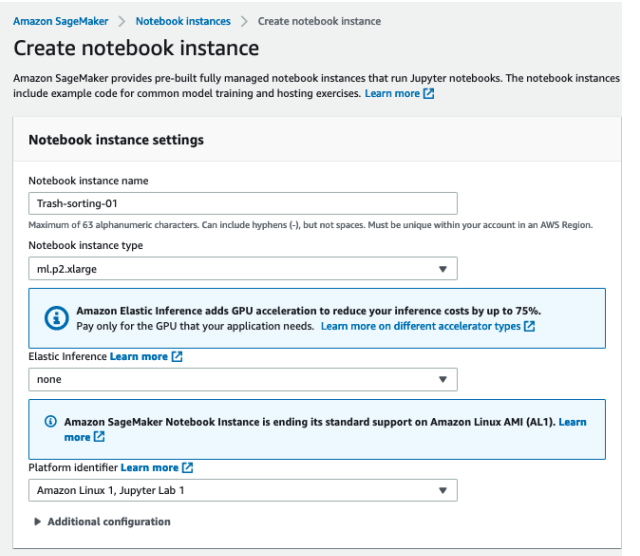 Amazon SageMaker > Notebook instances > Create notebook instance
Create notebook instance
Amazon SageMaker provides pre-built fully managed notebook instances that run Jupyter notebooks. The notebook instances
include example code for common model training and hosting exercises. Learn more
Notebook instance settings
Notebook instance name
Trash-sorting-01
Maximum of 63 alphanumeric characters. Can include hyphens (-), but not spaces. Must be unique within your account in an AWS Region.
Notebook instance type
ml.p2.xlarge
Amazon Elastic Inference adds GPU acceleration to reduce your inference costs by up to 75%.
Pay only for the GPU that your application needs. Learn more on different accelerator types
Elastic Inference Learn more
none
Amazon SageMaker Notebook Instance is ending its standard support on Amazon Linux AMI (AL1). Learn
more
Platform identifier Learn more
Amazon Linux 1, Jupyter Lab 1
Additional configuration